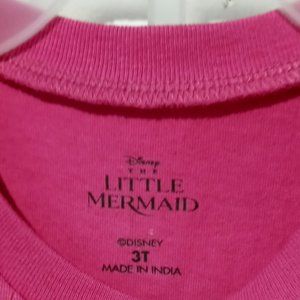 Disney
THE
LITTLE
MERMAID
©DISNEY
3T
MADE IN INDIA